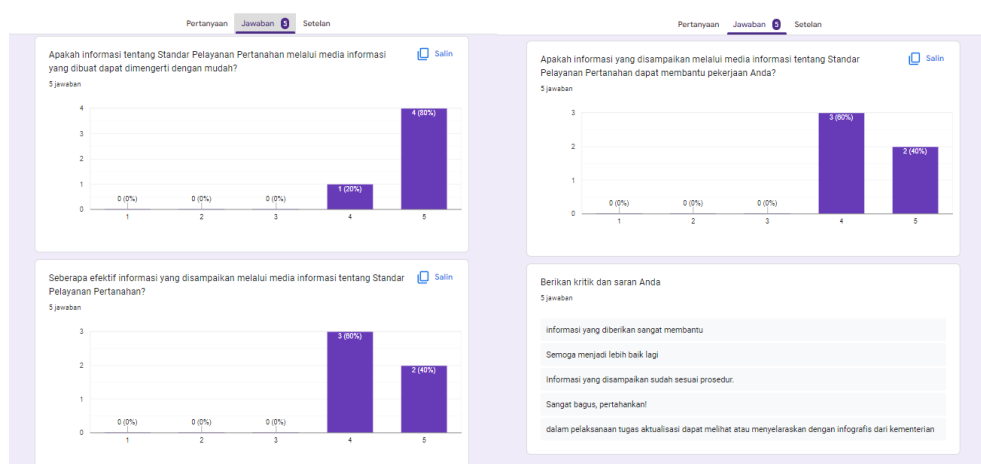 Pertanyaan Jawaban 5 Setelan
Apakah informasi tentang Standar Pelayanan Pertanahan melalui media informasi
yang dibuat dapat dimengerti dengan mudah?
Salin
5 jawaban
4
3
2
1
0
0 (0%)
0 (0%)
0 (0%)
1 (20%)
4 (80%)
1 2 3 4 5
Seberapa efektif informasi yang disampaikan melalui media informasi tentang Standar
Pelayanan Pertanahan?
Salin
5 jawaban
3
2
1
0
0 (0%)
0 (0%)
0 (0%)
3 (60%)
2 (40%)
1 2 3 4 5
Pertanyaan Jawaban 5 Setelan
Apakah informasi yang disampaikan melalui media informasi tentang Standar
Pelayanan Pertanahan dapat membantu pekerjaan Anda?
Salin
5 jawaban
3
2
1
0
0 (0%)
0 (0%)
0 (0%)
3 (60%)
2 (40%)
1 2 3 4 5
Berikan kritik dan saran Anda
5 jawaban
informasi yang diberikan sangat membantu
Semoga menjadi lebih baik lagi
Informasi yang disampaikan sudah sesuai prosedur.
Sangat bagus, pertahankan!
dalam pelaksanaan tugas aktualisasi dapat melihat atau menyelaraskan dengan infografis dari kementerian